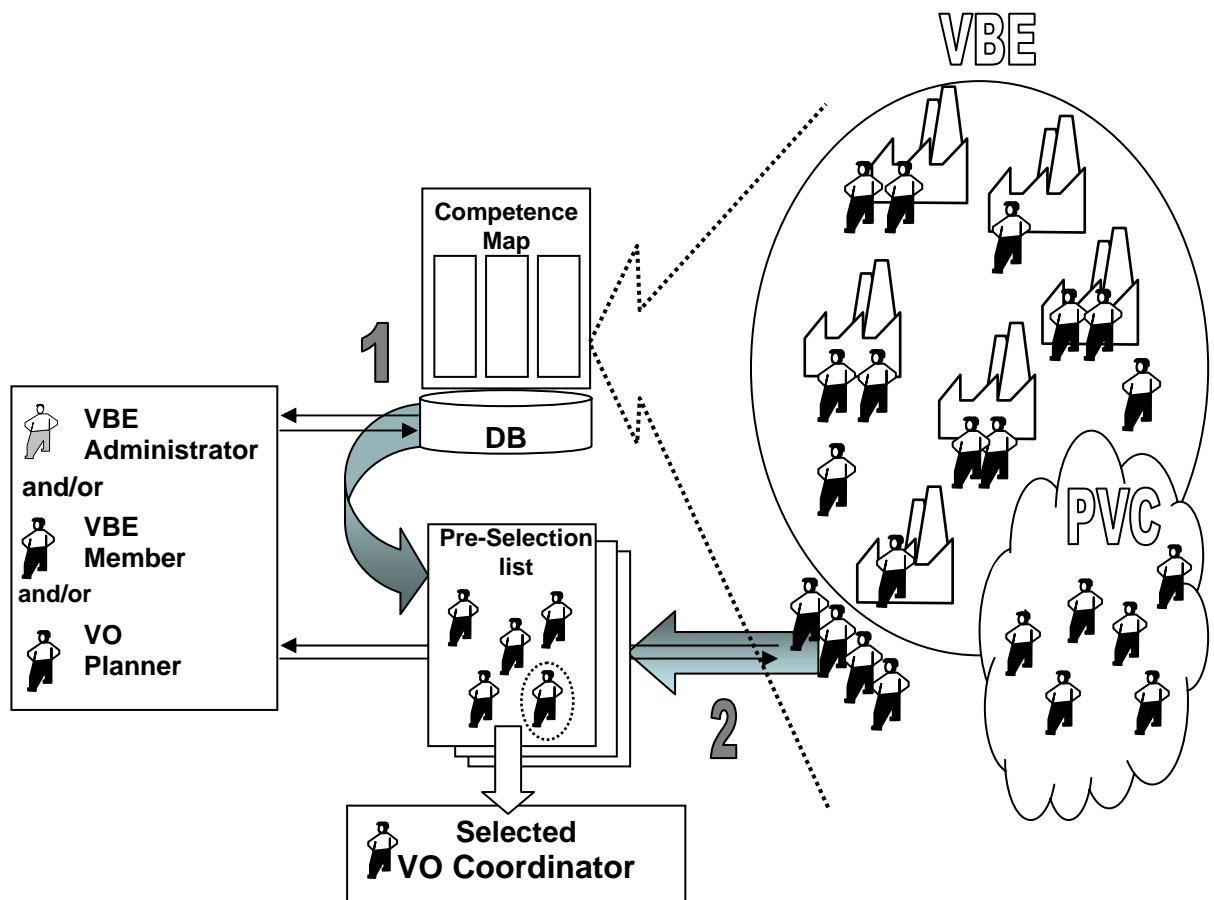 VBE
Competence
Map
1
DB
VBE
Administrator
and/or
VBE
Member
and/or
VO
Planner
Pre-Selection
list
PVC
2
Selected
VO Coordinator